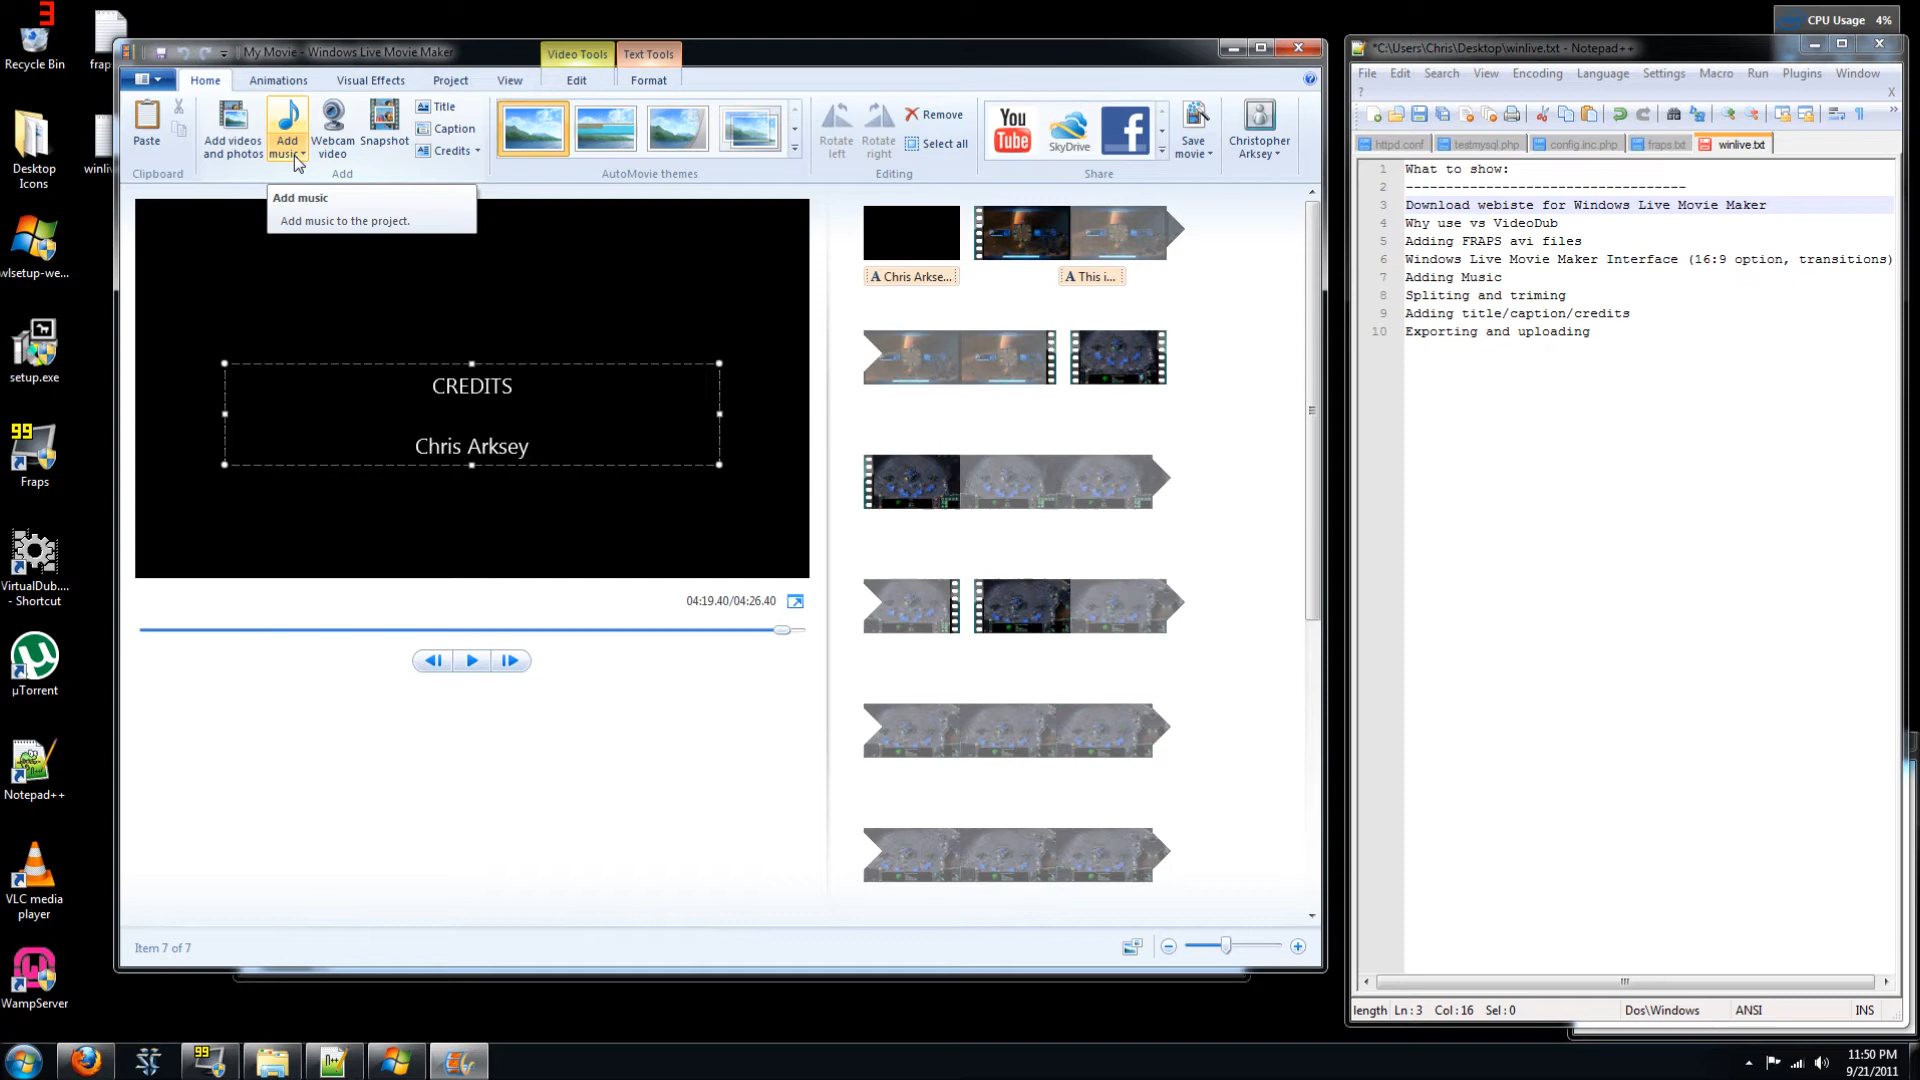 CPU Usage 4%
3
Recycle Bin
frap
Desktop
Icons
winliv
wlsetup-we...
setup.exe
99
Fraps
VirtualDub....
- Shortcut
µTorrent
Notepad++
VLC media
player
WampServer
My Movie - Windows Live Movie Maker
Video Tools
Text Tools
Home
Animations
Visual Effects
Project
View
Edit
Format
Paste
Add videos
and photos
Add
music
Webcam
video
Snapshot
Title
Caption
Credits
Rotate
left
Rotate
right
Remove
Select all
You
Tube
SkyDrive
Save
movie
Christopher
Arksey
Clipboard
Add
AutoMovie themes
Editing
Share
Add music
Add music to the project.
CREDITS
Chris Arksey
04:19.40/04:26.40
A Chris Arkse...
A This i...
Item 7 of 7
*C:\Users\Chris\Desktop\winlive.txt - Notepad++
File Edit Search View Encoding Language Settings Macro Run Plugins Window
?
X
httpd.conf
testmysql.php
config.inc.php
fraps.txt
winlive.txt
1 What to show:
2 -----------------------------------
3 Download webiste for Windows Live Movie Maker
4 Why use vs VideoDub
5 Adding FRAPS avi files
6 Windows Live Movie Maker Interface (16:9 option, transitions)
7 Adding Music
8 Spliting and triming
9 Adding title/caption/credits
10 Exporting and uploading
length Ln : 3 Col : 16 Sel : 0 Dos\Windows ANSI INS
99
11:50 PM
9/21/2011